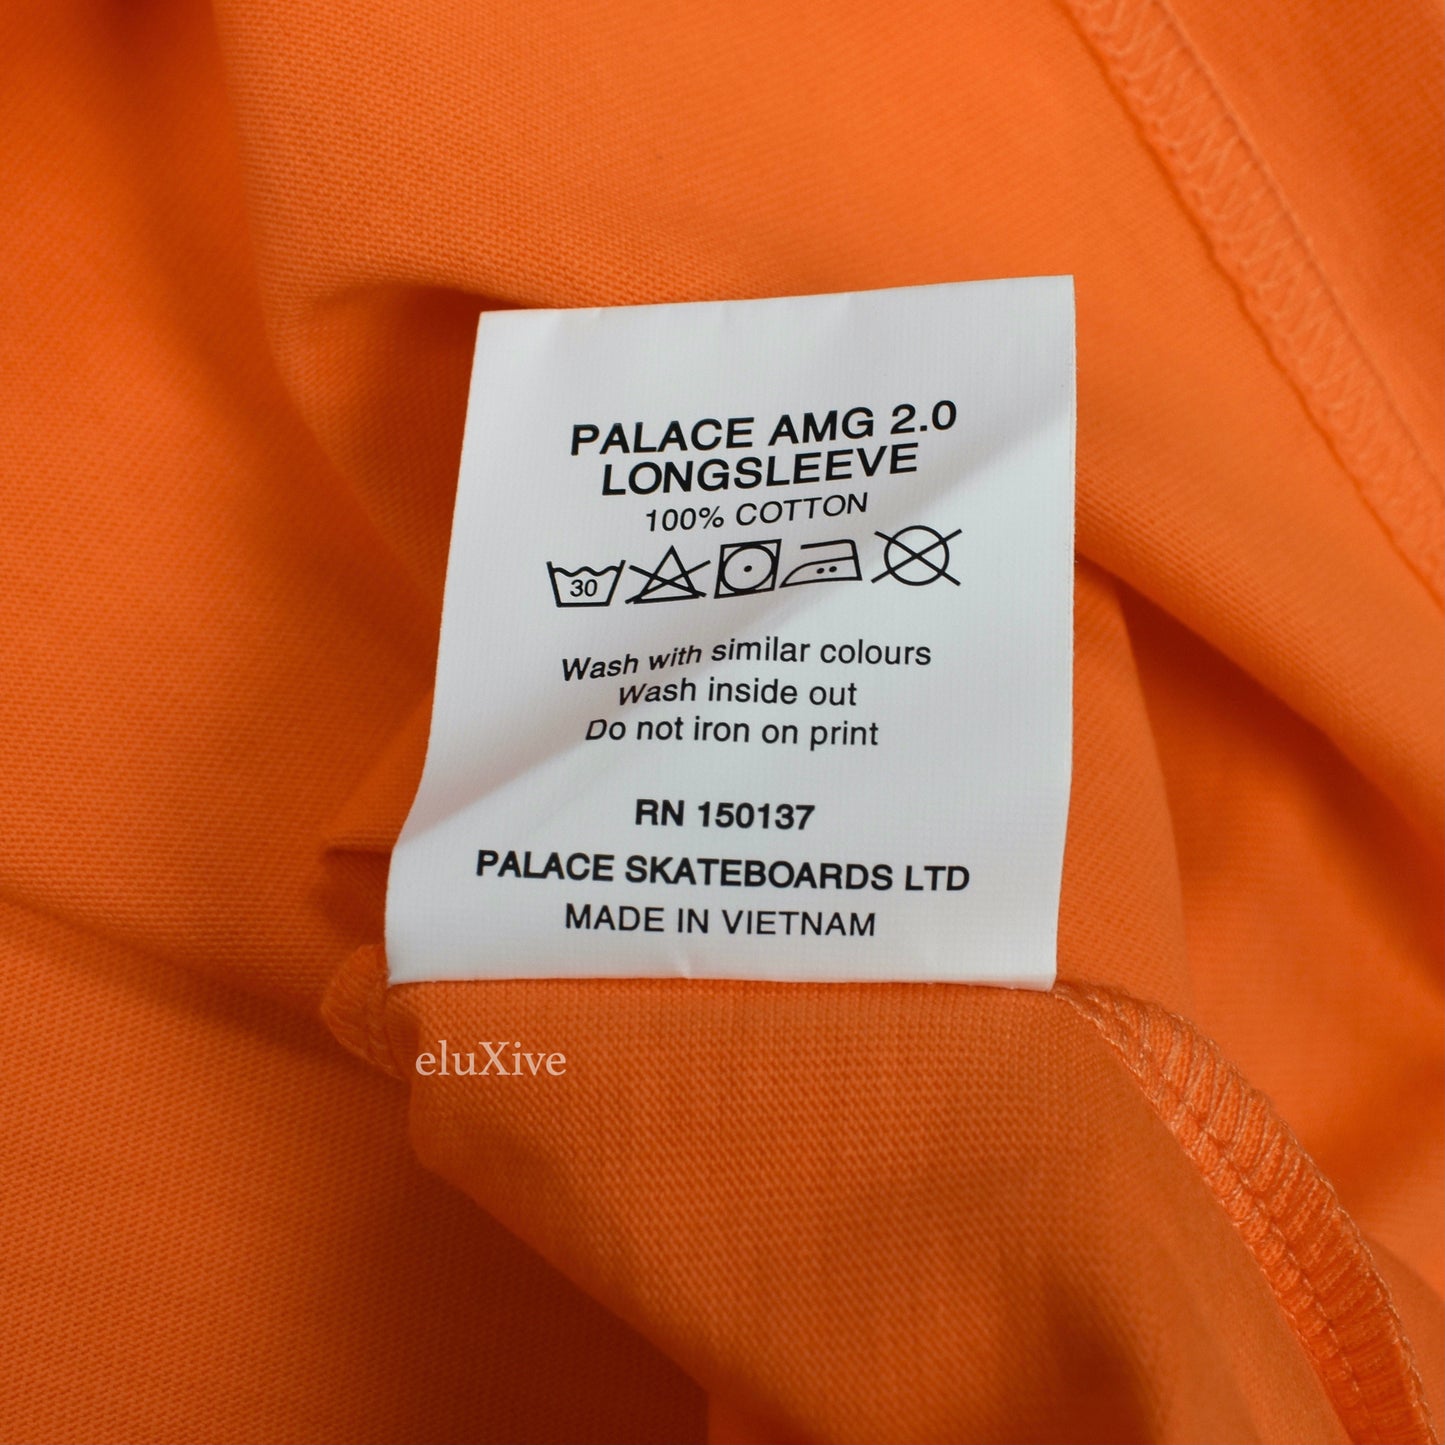 PALACE AMG 2.0
LONGSLEEVE
100% COTTON
30
Wash with similar colours
Wash inside out
Do not iron on print
RN 150137
PALACE SKATEBOARDS LTD
MADE IN VIETNAM
eluXive